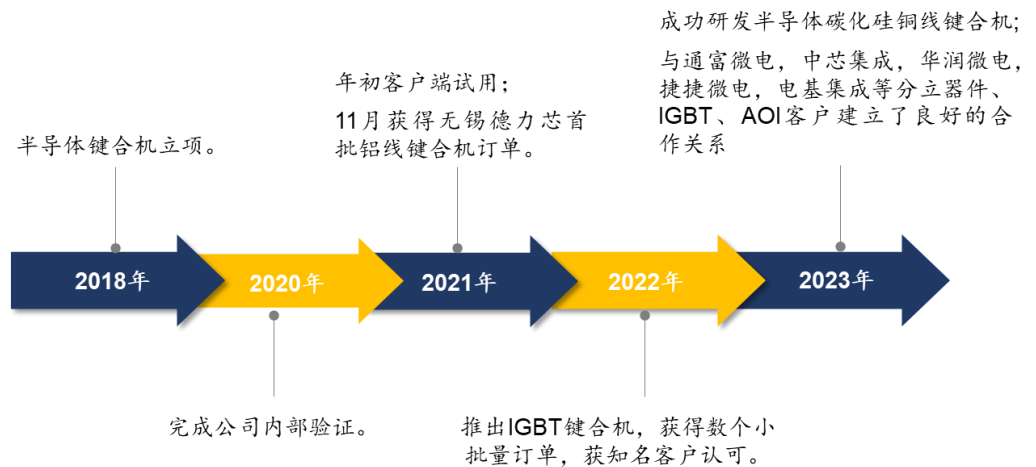 成功研发半导体碳化硅铜线键合机;
与通富微电，中芯集成，华润微电，
捷捷微电，电基集成等分立器件、
IGBT、AOI客户建立了良好的合
作关系
年初客户端试用；
11月获得无锡德力芯首
批铝线键合机订单。
半导体键合机立项。
2018年
2020年
2021年
2022年
2023年
完成公司内部验证。
推出IGBT键合机，获得数个小
批量订单，获知名客户认可。